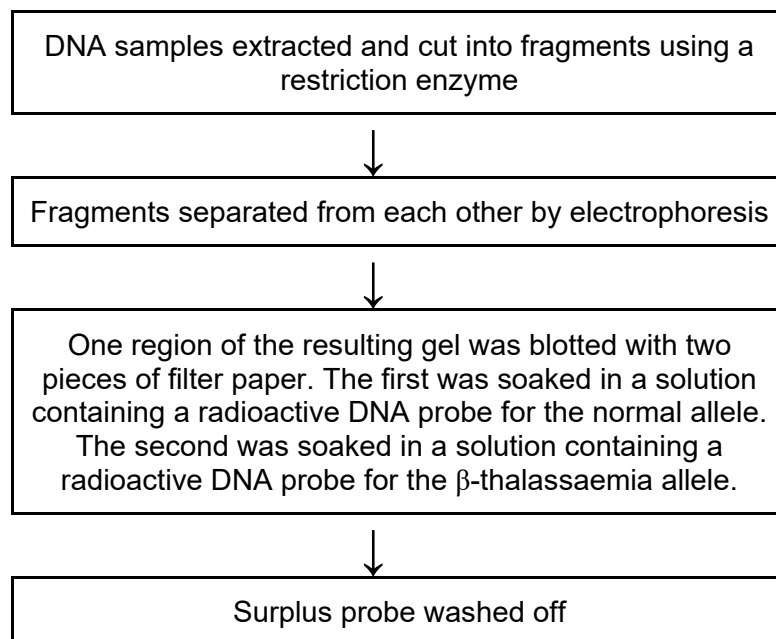 DNA samples extracted and cut into fragments using a
restriction enzyme
Fragments separated from each other by electrophoresis
One region of the resulting gel was blotted with two
pieces of filter paper. The first was soaked in a solution
containing a radioactive DNA probe for the normal allele.
The second was soaked in a solution containing a
radioactive DNA probe for the β-thalassaemia allele.
Surplus probe washed off